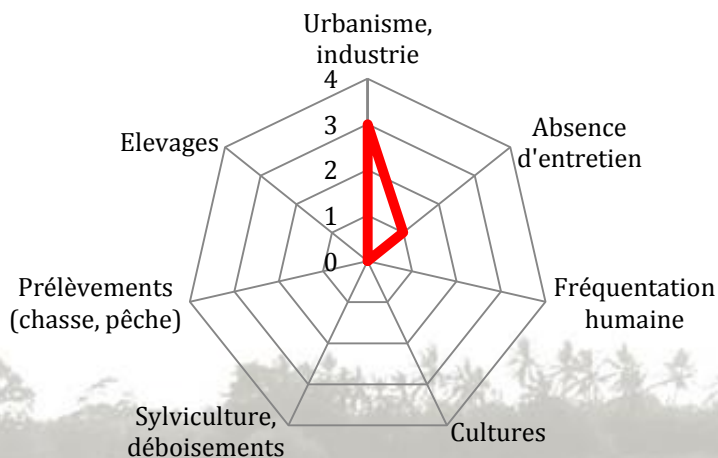 Urbanisme,
industrie
4
3
2
1
0
Absence
d'entretien
Fréquentation
humaine
Cultures
Sylviculture,
déboisements
Prélèvements
(chasse, pêche)
Elevages